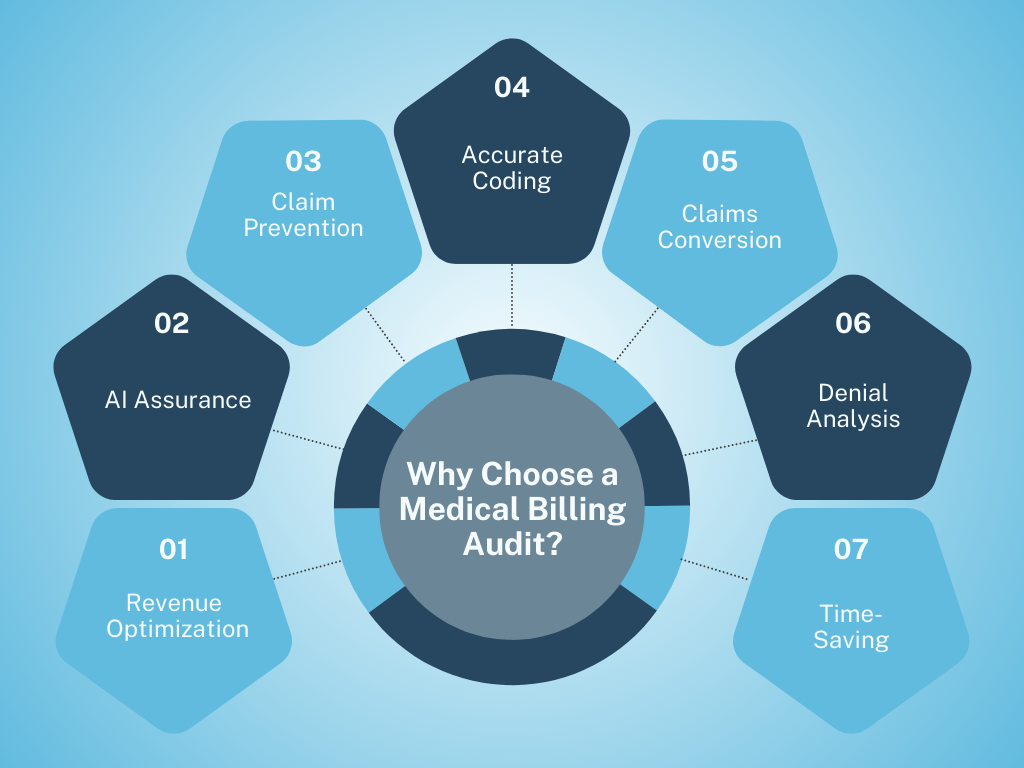 Why Choose a
Medical Billing
Audit?
01
Revenue
Optimization
02
AI Assurance
03
Claim
Prevention
04
Accurate
Coding
05
Claims
Conversion
06
Denial
Analysis
07
Time-
Saving